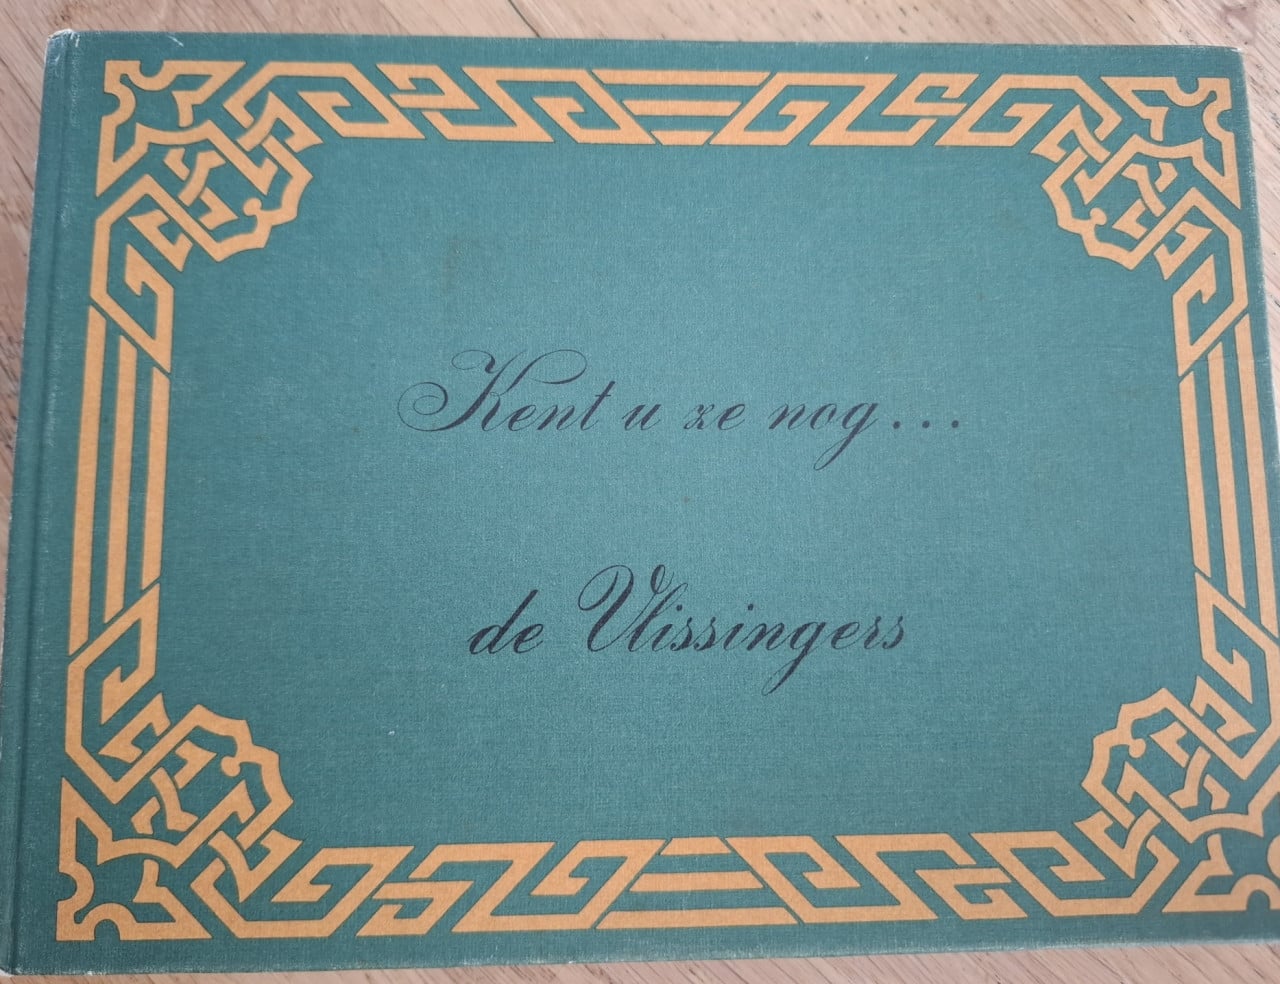 Kent u ze nog...
de Vlissingers